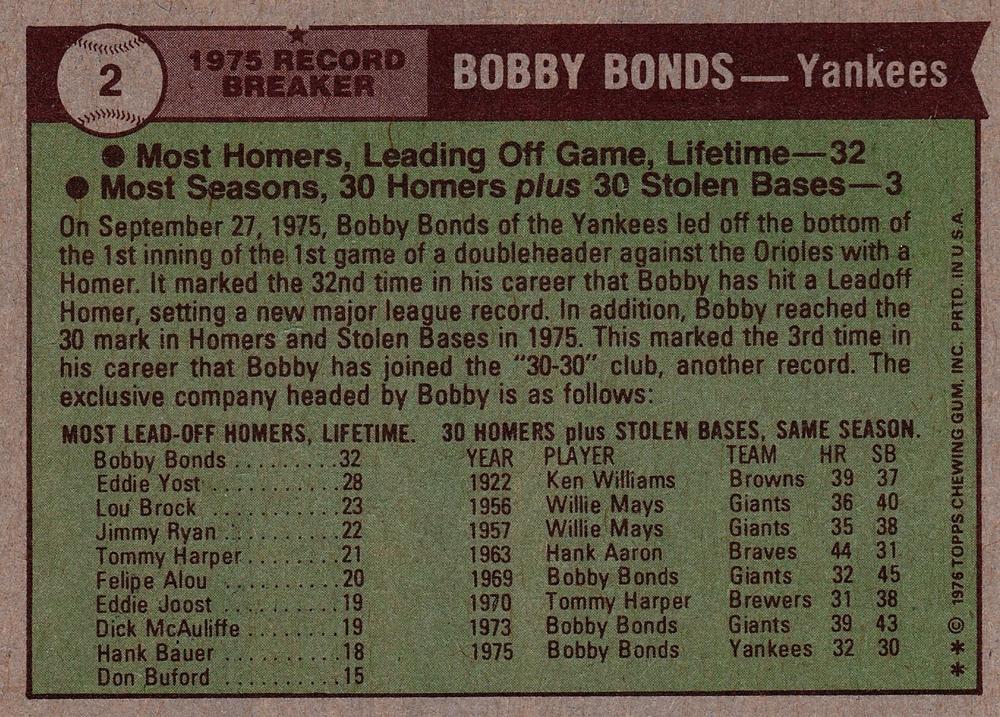 2
1975 RECORD
BREAKER
BOBBY BONDS—Yankees
● Most Homers, Leading Off Game, Lifetime—32
● Most Seasons, 30 Homers plus 30 Stolen Bases—3
On September 27, 1975, Bobby Bonds of the Yankees led off the bottom of
the 1st inning of the 1st game of a doubleheader against the Orioles with a
Homer. It marked the 32nd time in his career that Bobby has hit a Leadoff
Homer, setting a new major league record. In addition, Bobby reached the
30 mark in Homers and Stolen Bases in 1975. This marked the 3rd time in
his career that Bobby has joined the "30-30" club, another record. The
exclusive company headed by Bobby is as follows:
MOST LEAD-OFF HOMERS, LIFETIME.
Bobby Bonds .........32
Eddie Yost ..........28
Lou Brock ..........23
Jimmy Ryan .........22
Tommy Harper........21
Felipe Alou .........20
Eddie Joost .........19
Dick McAuliffe ........19
Hank Bauer .........18
Don Buford .........15
30 HOMERS plus STOLEN BASES, SAME SEASON.
YEAR PLAYER TEAM HR SB
1922 Ken Williams Browns 39 37
1956 Willie Mays Giants 36 40
1957 Willie Mays Giants 35 38
1963 Hank Aaron Braves 44 31
1969 Bobby Bonds Giants 32 45
1970 Tommy Harper Brewers 31 38
1973 Bobby Bonds Giants 39 43
1975 Bobby Bonds Yankees 32 30
** © 1976 TOPPS CHEWING GUM, INC. PRTD. IN U.S.A.